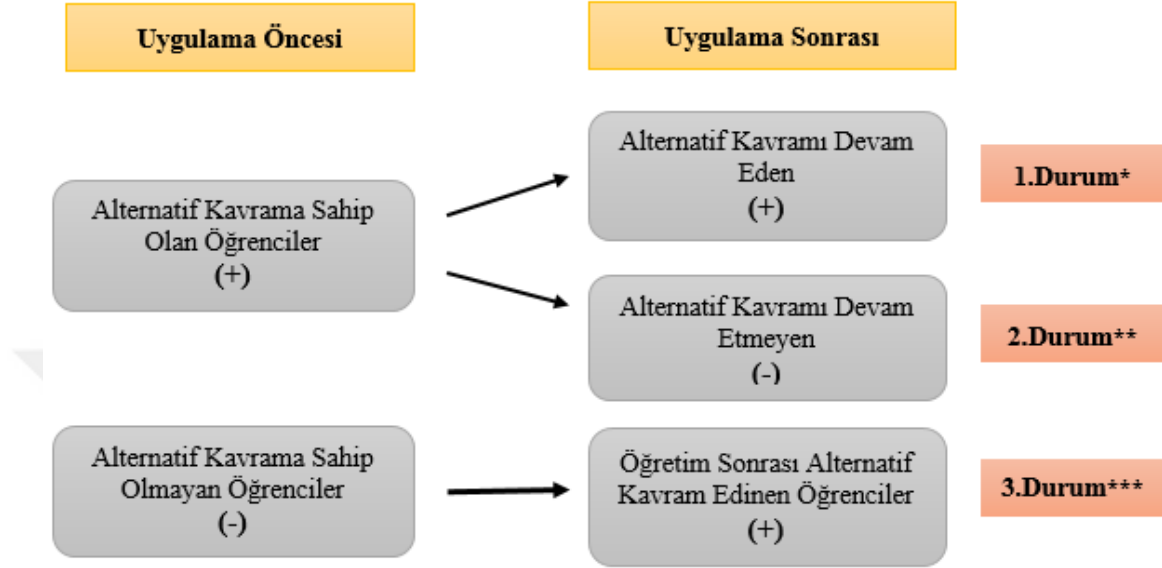 Uygulama Öncesi
Uygulama Sonrası
Alternatif Kavrama Sahip
Olan Öğrenciler
(+)
Alternatif Kavramı Devam
Eden
(+)
1.Durum*
Alternatif Kavramı Devam
Etmeyen
(-)
2.Durum**
Alternatif Kavrama Sahip
Olmayan Öğrenciler
(-)
Öğretim Sonrası Alternatif
Kavram Edinen Öğrenciler
(+)
3.Durum***